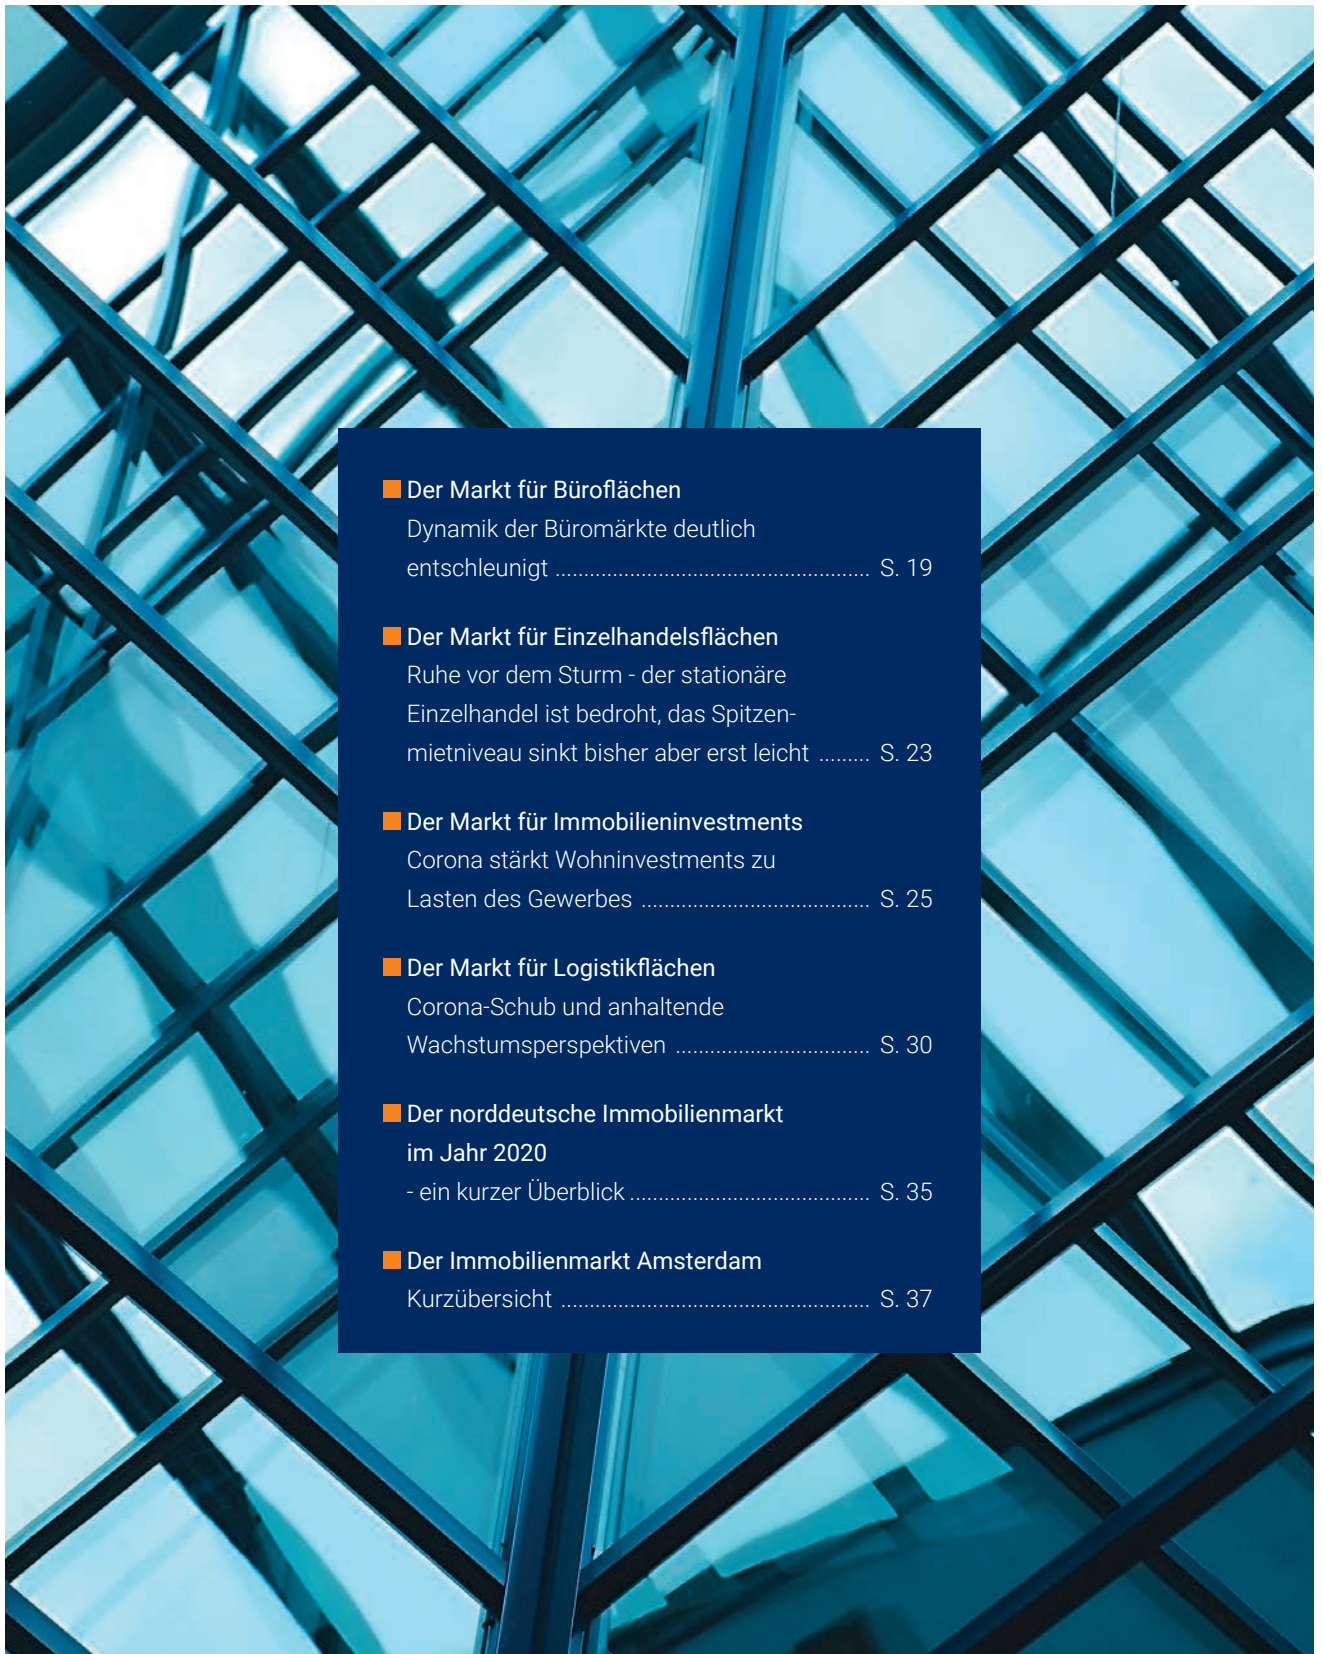 Der Markt für Büroflächen
Dynamik der Büromärkte deutlich
entschleunigt ....................................................... S. 19
Der Markt für Einzelhandelsflächen
Ruhe vor dem Sturm - der stationäre
Einzelhandel ist bedroht, das Spitzen-
mietniveau sinkt bisher aber erst leicht ......... S. 23
Der Markt für Immobilieninvestments
Corona stärkt Wohninvestments zu
Lasten des Gewerbes ........................................ S. 25
Der Markt für Logistikflächen
Corona-Schub und anhaltende
Wachstumsperspektiven .................................. S. 30
Der norddeutsche Immobilienmarkt
im Jahr 2020
- ein kurzer Überblick .......................................... S. 35
Der Immobilienmarkt Amsterdam
Kurzübersicht ...................................................... S. 37